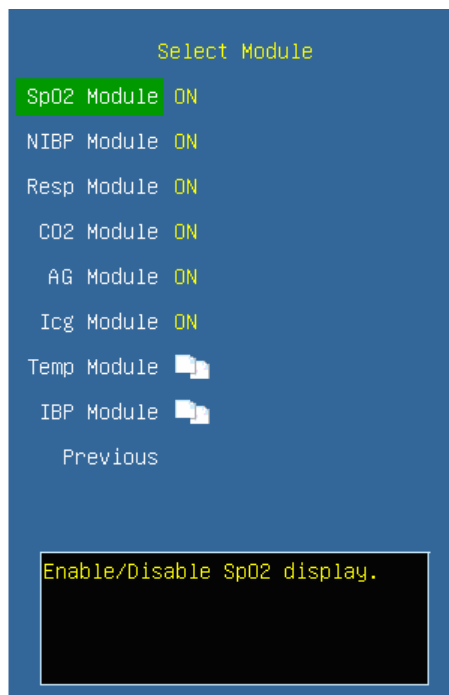 Select Module
SpO2 Module ON
NIBP Module ON
Resp Module ON
CO2 Module ON
AG Module ON
Icg Module ON
Temp Module
IBP Module
Previous
Enable/Disable SpO2 display.